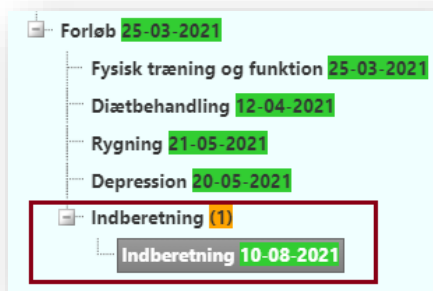 Forløb 25-03-2021
Fysisk træning og funktion 25-03-2021
Diætbehandling 12-04-2021
Rygning 21-05-2021
Depression 20-05-2021
Indberetning (1)
Indberetning 10-08-2021